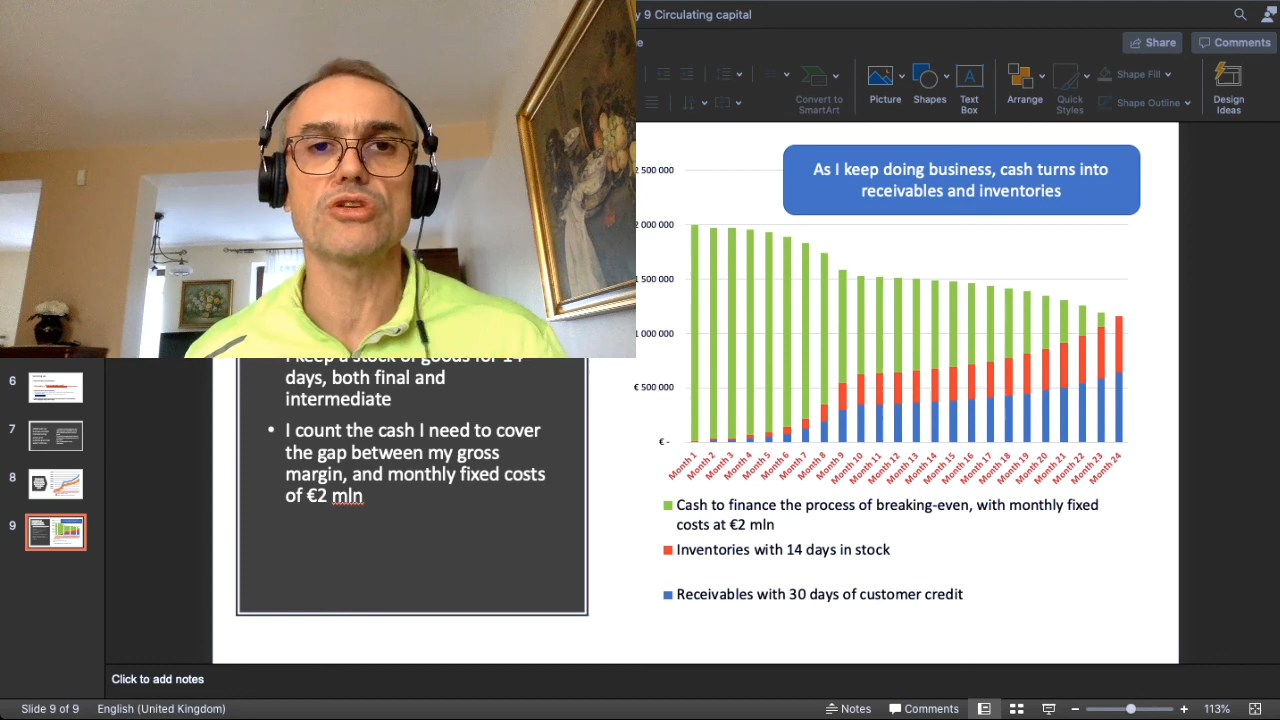 y 9 Circulating capital
Share
Comments
Convert to
SmartArt
Picture
Shapes
Text
Box
Arrange
Quick
Styles
Shape Fill
Shape Outline
Design
Ideas
6
7
8
9
I keep a stock of goods for 14
days, both final and
intermediate
• I count the cash I need to cover
the gap between my gross
margin, and monthly fixed costs
of €2 mln
As I keep doing business, cash turns into
receivables and inventories
2 500 000
2 000 000
1 500 000
1 000 000
€ 500 000
€ -
Month 1
Month 2
Month 3
Month 4
Month 5
Month 6
Month 7
Month 8
Month 9
Month 10
Month 11
Month 12
Month 13
Month 14
Month 15
Month 16
Month 17
Month 18
Month 19
Month 20
Month 21
Month 22
Month 23
Month 24
Cash to finance the process of breaking-even, with monthly fixed
costs at €2 mln
Inventories with 14 days in stock
Receivables with 30 days of customer credit
Click to add notes
Slide 9 of 9
English (United Kingdom)
Notes
Comments
113%